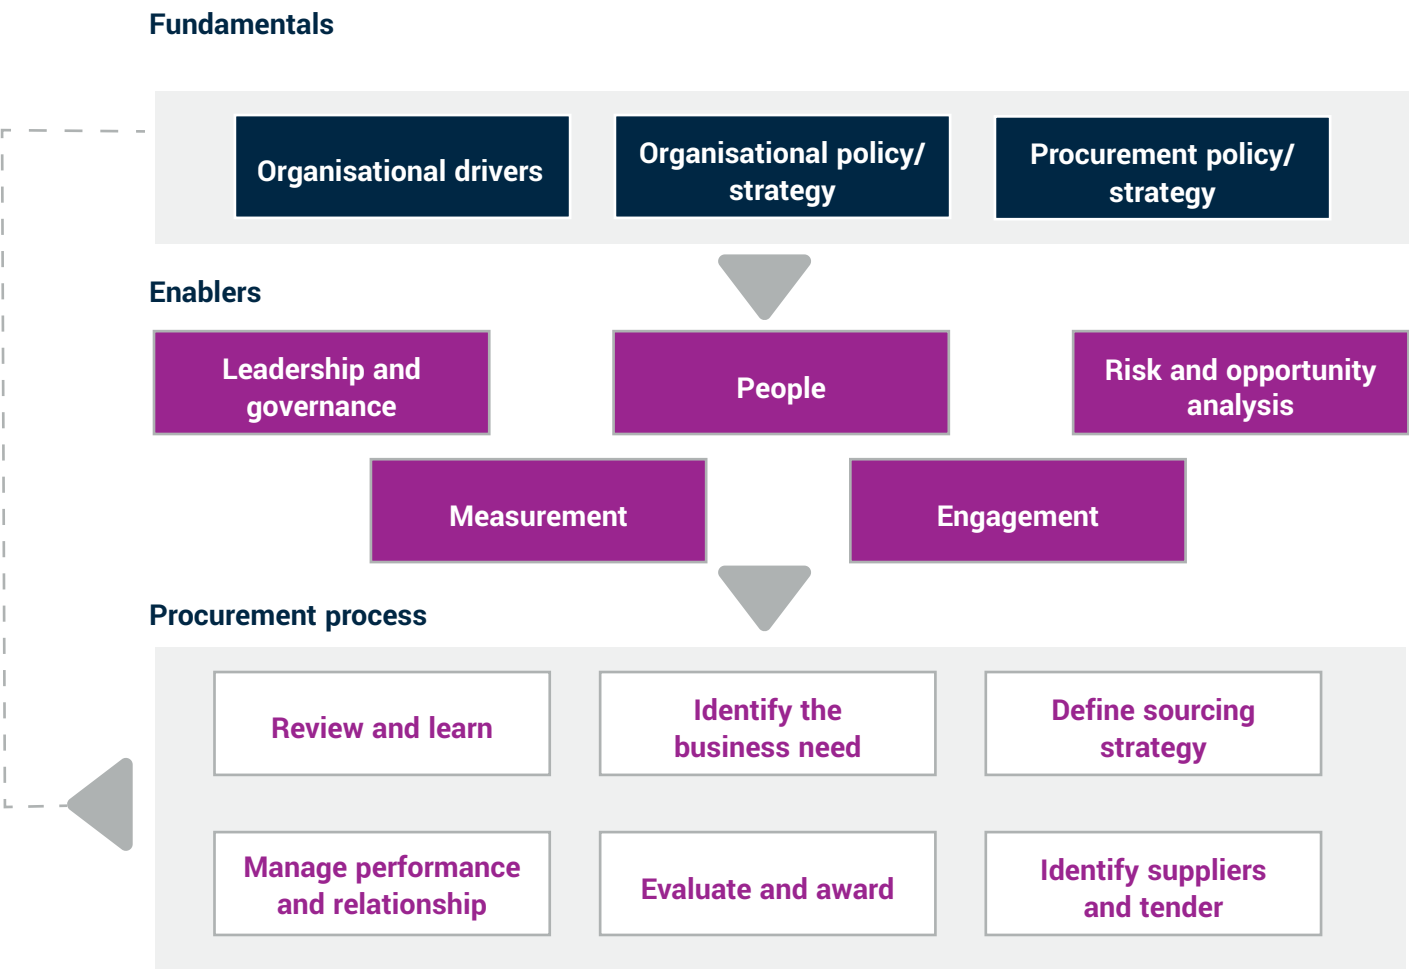 Fundamentals
Organisational drivers
Organisational policy/
strategy
Procurement policy/
strategy
Enablers
Leadership and
governance
People
Risk and opportunity
analysis
Measurement
Engagement
Procurement process
Review and learn
Identify the
business need
Define sourcing
strategy
Manage performance
and relationship
Evaluate and award
Identify suppliers
and tender